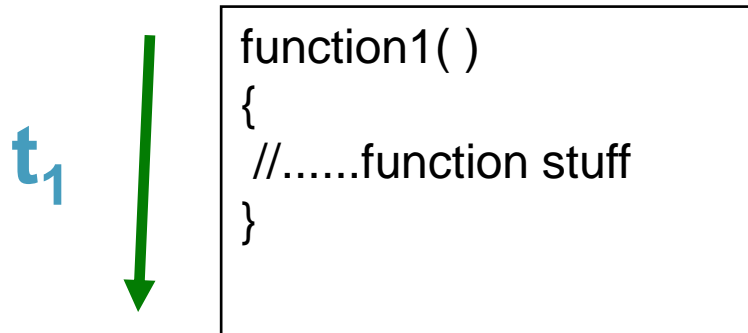 t₁
function1( )
{
//......function stuff
}